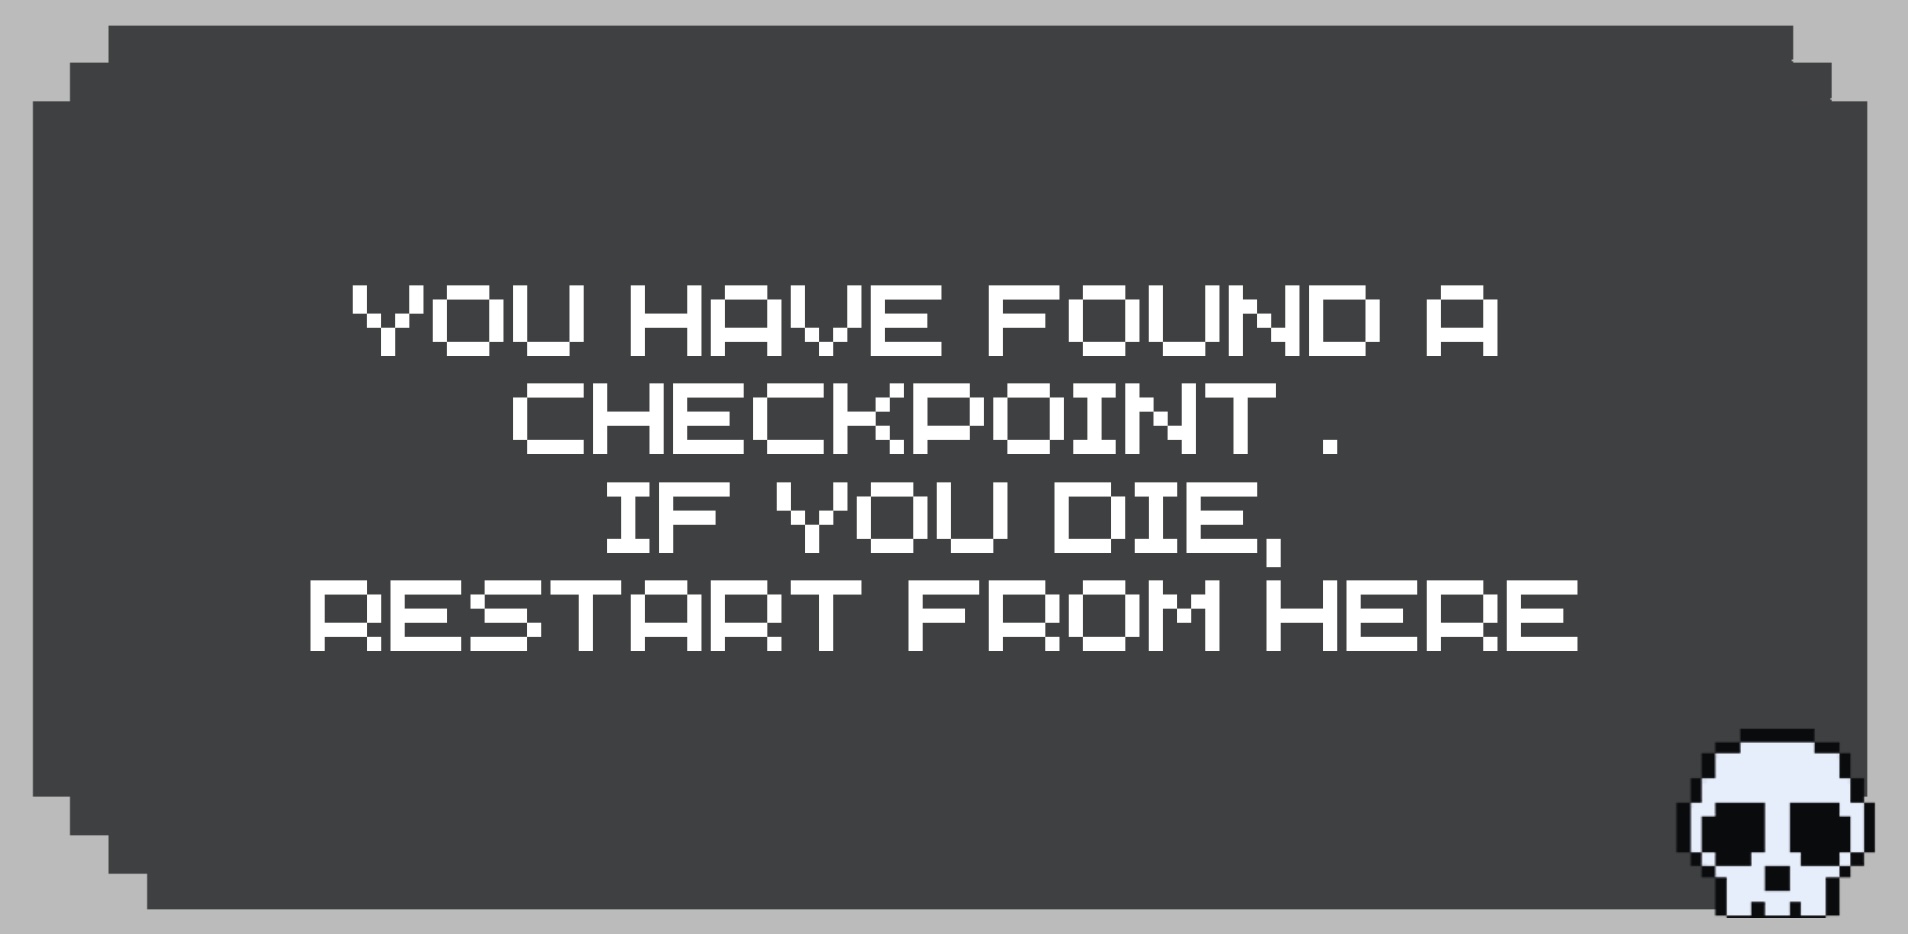 YOU HAVE FOUND A
CHECKPOINT .
IF YOU DIE,
RESTART FROM HERE